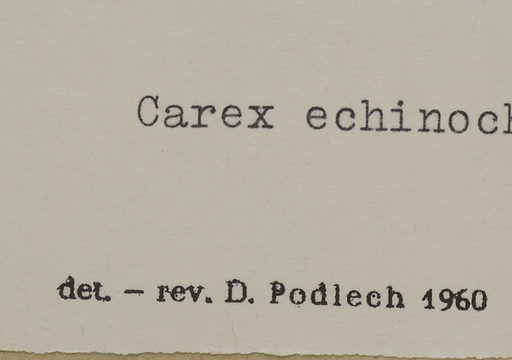 Carex echinoch
det. – rev. D. Podlech 1960